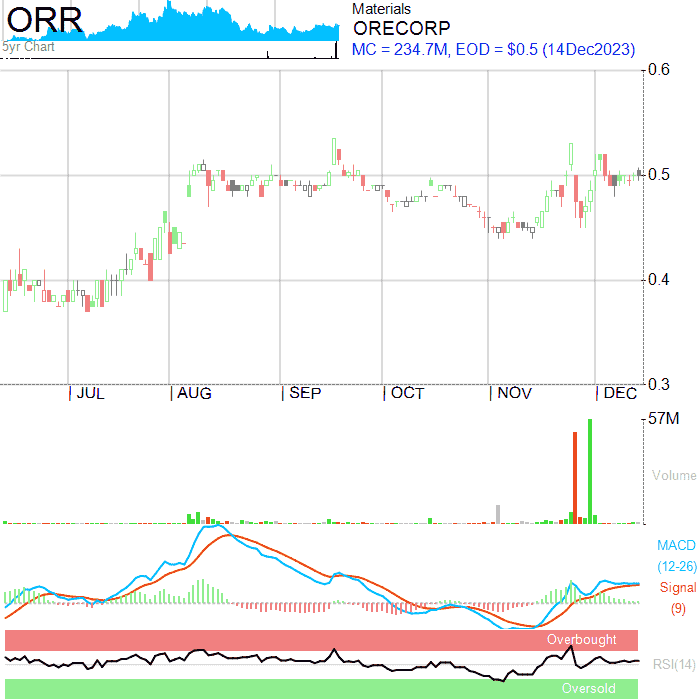 ORR
5yr Chart
Materials
ORECORP
MC = 234.7M, EOD = $0.5 (14Dec2023)
0.6
0.5
0.4
0.3
JUL AUG SEP OCT NOV DEC
57M
Volume
MACD
(12-26)
Signal
(9)
Overbought
RSI(14)
Oversold